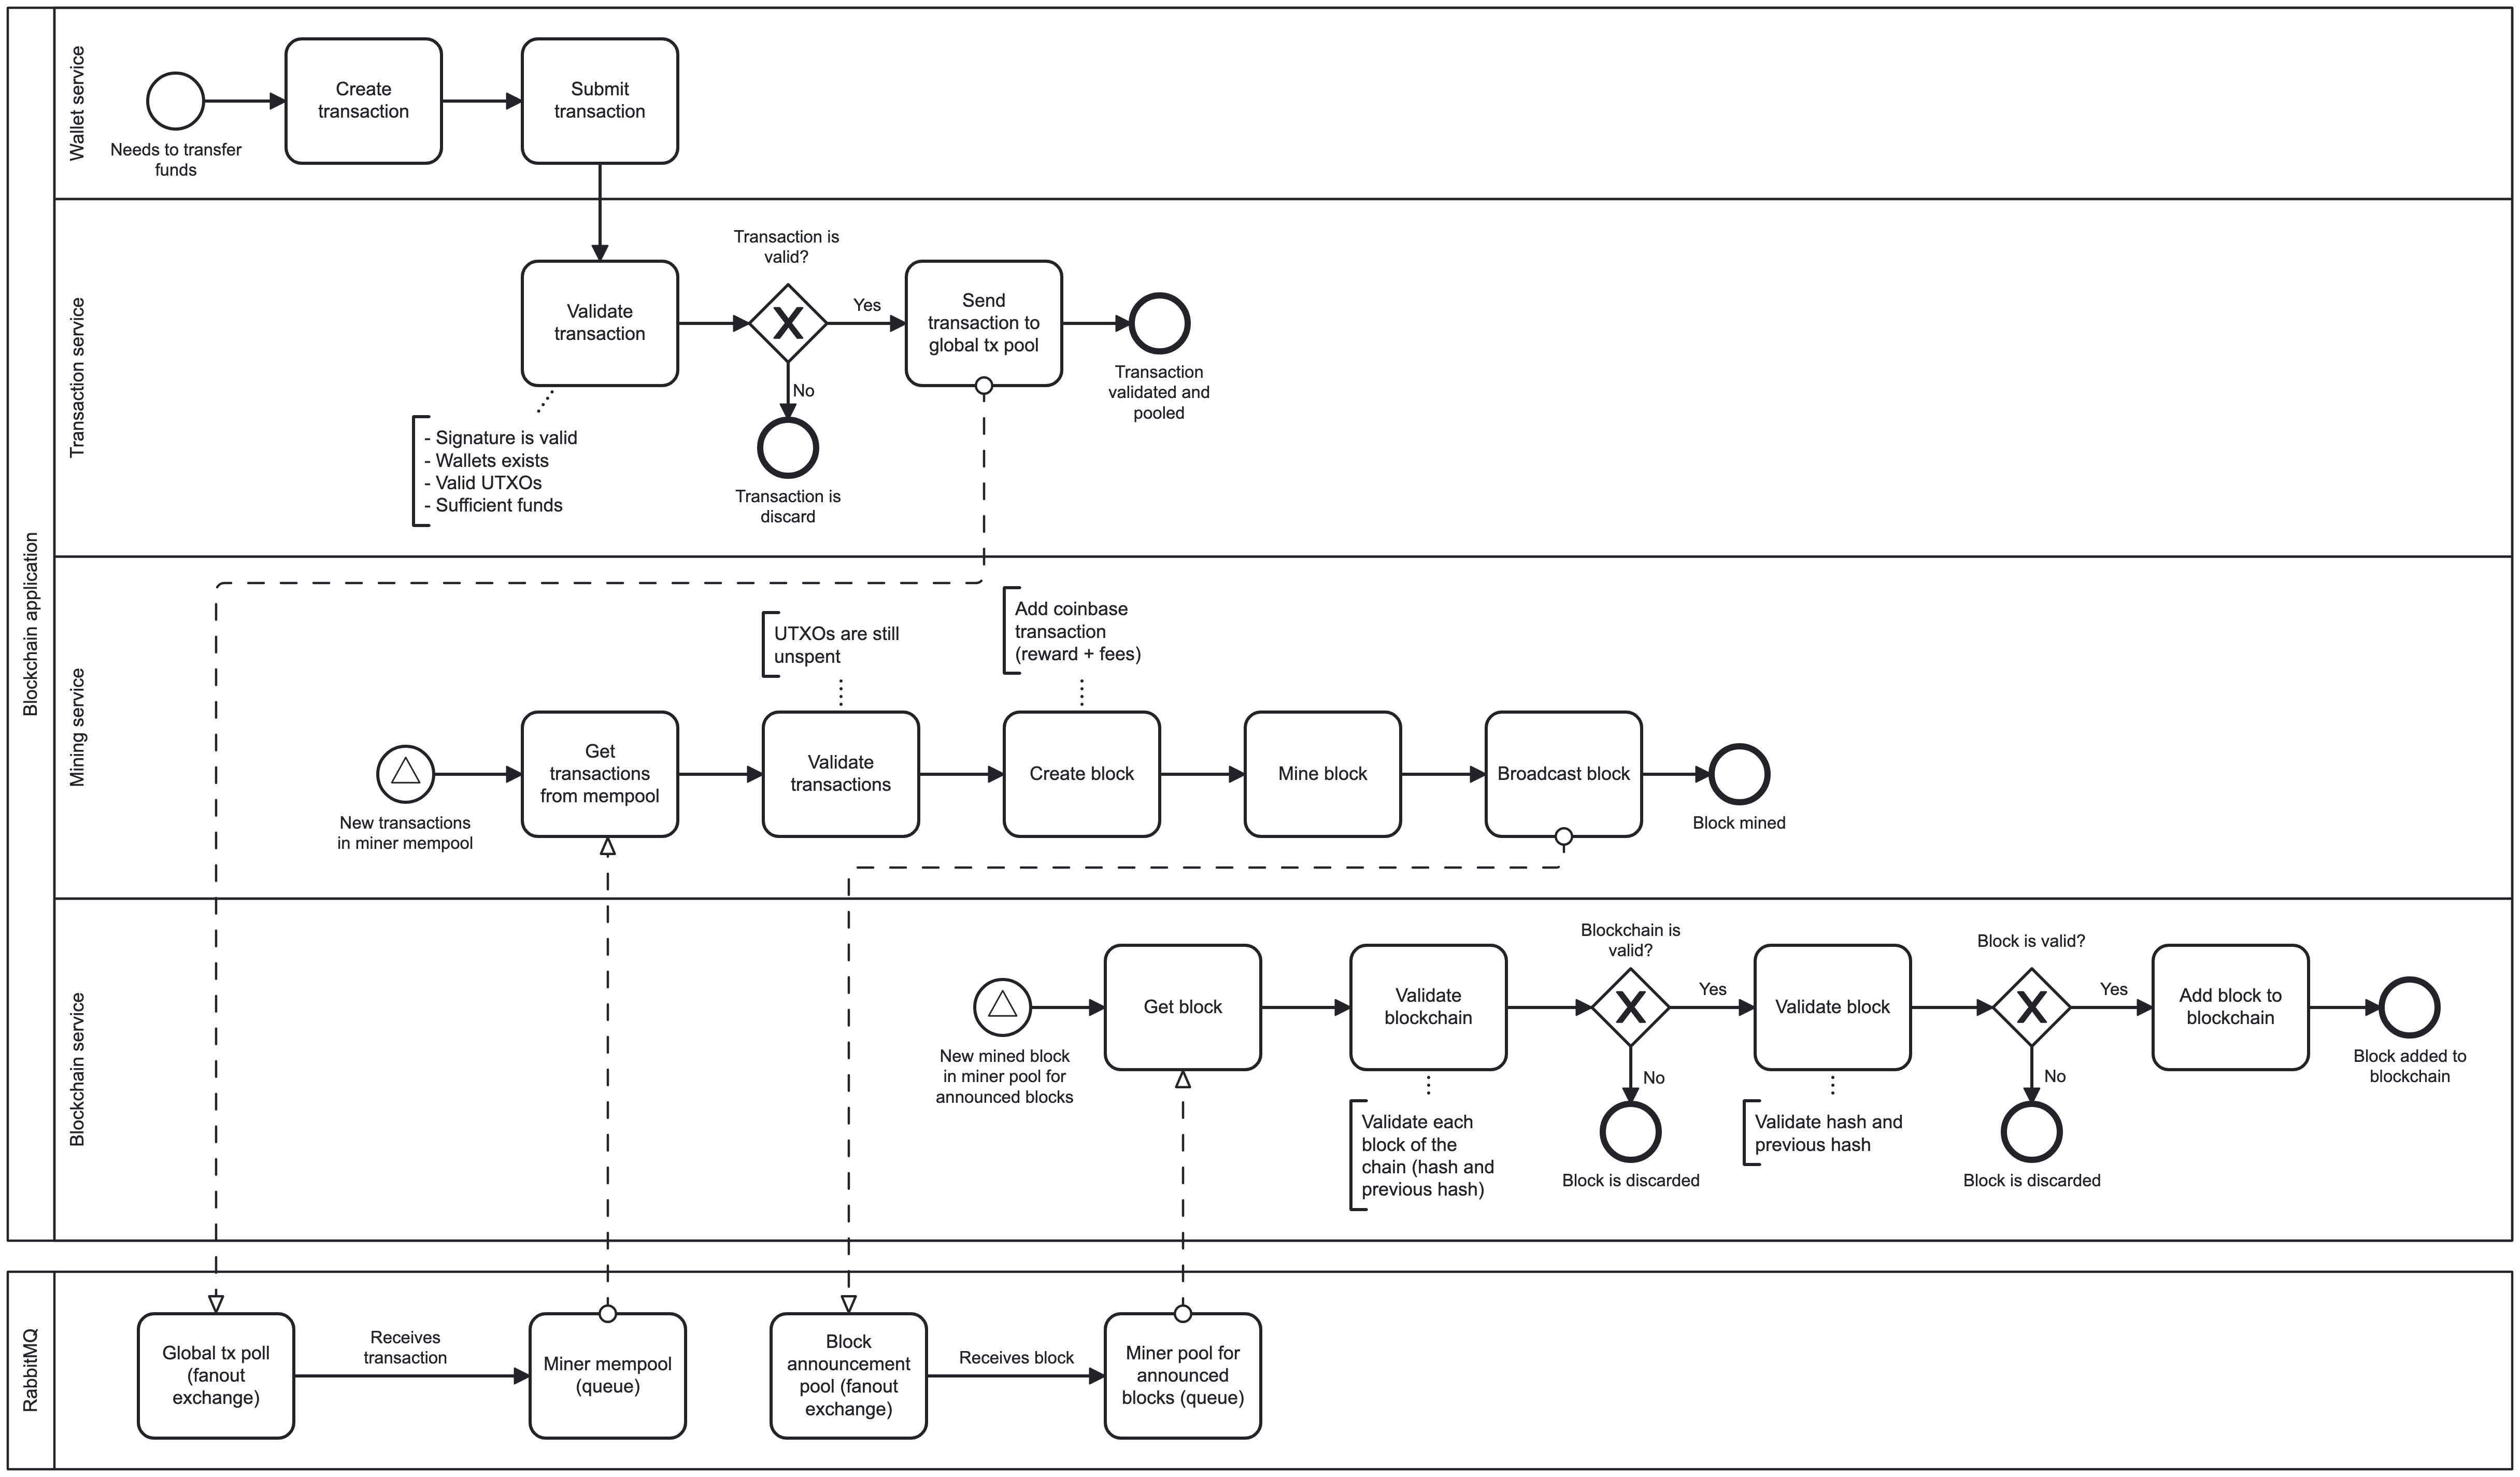 Blockchain application
Wallet service
Needs to transfer
funds
Create
transaction
Submit
transaction
Transaction service
Validate
transaction
- Signature is valid
- Wallets exists
- Valid UTXOs
- Sufficient funds
Transaction is
valid?
X
Yes
No
Transaction is
discard
Send
transaction to
global tx pool
Transaction
validated and
pooled
Mining service
New transactions
in miner mempool
Get
transactions
from mempool
UTXOs are still
unspent
Validate
transactions
Add coinbase
transaction
(reward + fees)
Create block
Mine block
Broadcast block
Block mined
Blockchain service
New mined block
in miner pool for
announced blocks
Get block
Validate
blockchain
Validate each
block of the
chain (hash and
previous hash)
Blockchain is
valid?
X
Yes
No
Block is discarded
Validate block
Validate hash and
previous hash
Block is valid?
X
Yes
No
Block is discarded
Add block to
blockchain
Block added to
blockchain
RabbitMQ
Global tx poll
(fanout
exchange)
Receives
transaction
Miner mempool
(queue)
Block
announcement
pool (fanout
exchange)
Receives block
Miner pool for
announced
blocks (queue)